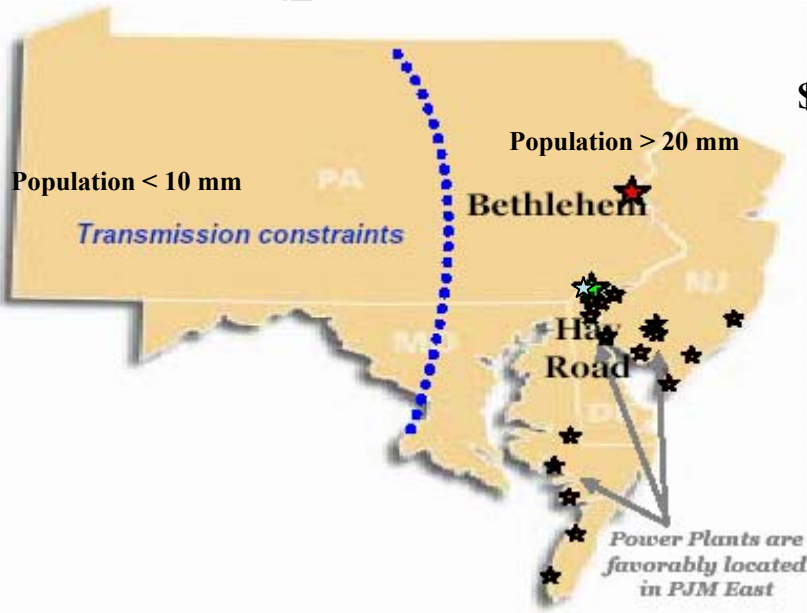 $
Population > 20 mm
Population < 10 mm
PA
Bethlehem
Transmission constraints
NJ
Hay
Road
MD
DE
Power Plants are
favorably located
in PJM East